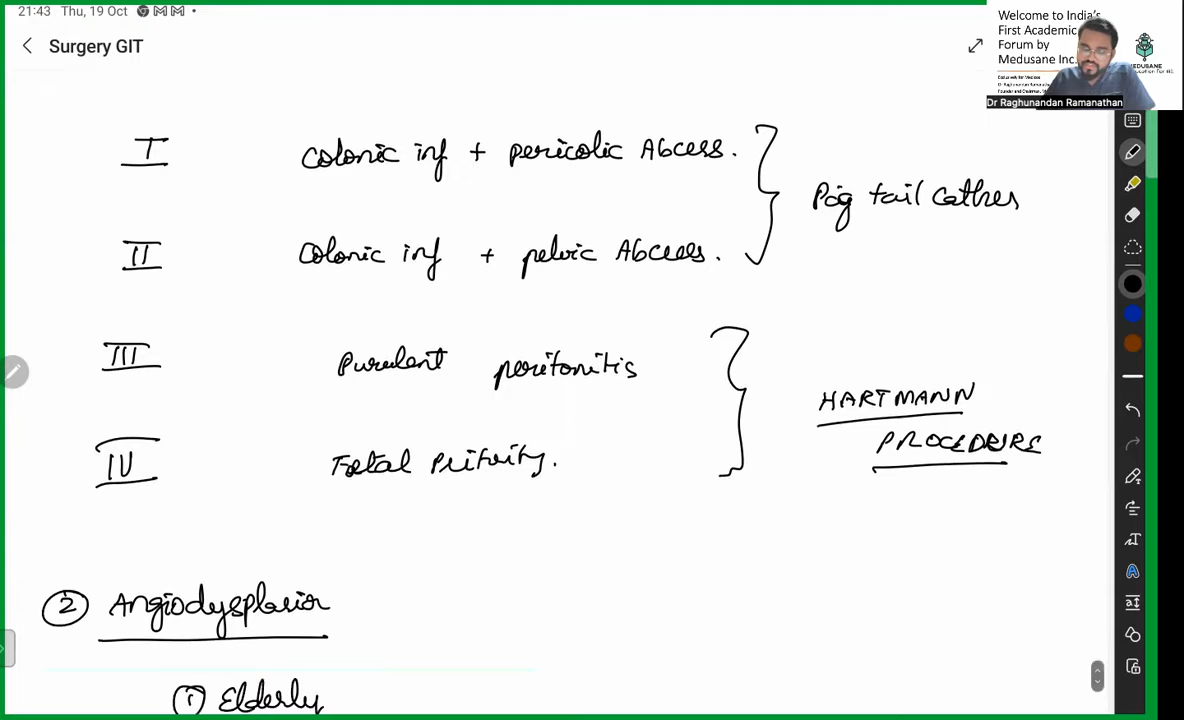 21:43 Thu, 19 Oct
Surgery GIT
Welcome to India's
First Academic
Forum by
Medusane Inc.
Dr Raghunandan Ramanathan
I colonic inf + pericolic Abcess.
Pig tail Cather
II Colonic inf + pelvic Abcess.
III Purulent peritonitis
HARTMANN
PROCEDURE
IV Fetal
② Angiodysplasia
① Elderly